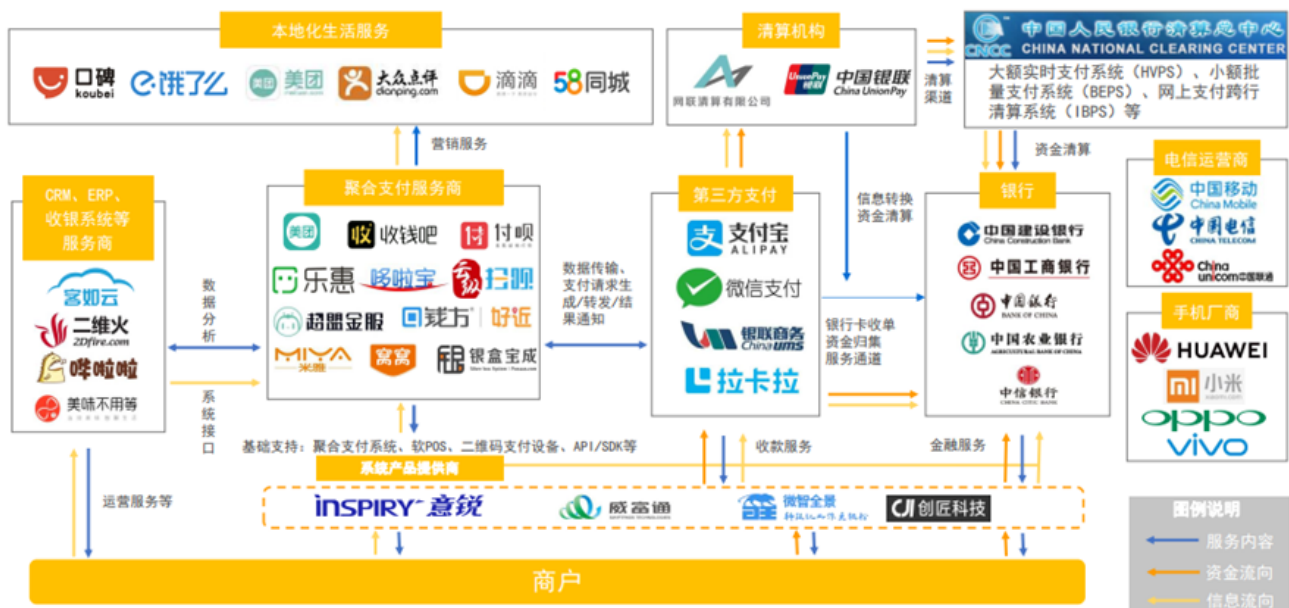 本地化生活服务
口碑
koubei
饿了么
美团
大众点评
dianping.com
滴滴
58同城
清算机构
网联清算有限公司
UnionPay
银联
中国银联
China UnionPay
清算
渠道
CNCC
中国人民银行清算总中心
CHINA NATIONAL CLEARING CENTER
大额实时支付系统（HVPS）、小额批
量支付系统（BEPS）、网上支付跨行
清算系统（IBPS）等
营销服务
资金清算
CRM、ERP、
收银系统等
服务商
客如云
二维火
2Dfire.com
哗啦啦
美味不用等
数据分析
系统接口
聚合支付服务商
美团
收钱吧
付呗
乐惠
哆啦宝
扫呗
超盟金服
钱方
好近
MIYA
米雅
窝窝
银盒宝成
数据传输、
支付请求生
成/转发/结
果通知
第三方支付
支付宝
ALIPAY
微信支付
银联商务
China ums
拉卡拉
信息转换
资金清算
银行卡收单
资金归集
服务通道
银行
中国建设银行
China Construction Bank
中国工商银行
中国银行
BANK OF CHINA
中国农业银行
AGRICULTURAL BANK OF CHINA
中信银行
CHINA CITIC BANK
电信运营商
中国移动
China Mobile
中国电信
CHINA TELECOM
China
unicom中国联通
手机厂商
HUAWEI
小米
OPPO
vivo
基础支持：聚合支付系统、软POS、二维码支付设备、API/SDK等
收款服务
金融服务
系统产品提供商
运营服务等
INSPIRY 意锐
威富通
微智全景
CJI 创匠科技
商户
图例说明
服务内容
资金流向
信息流向